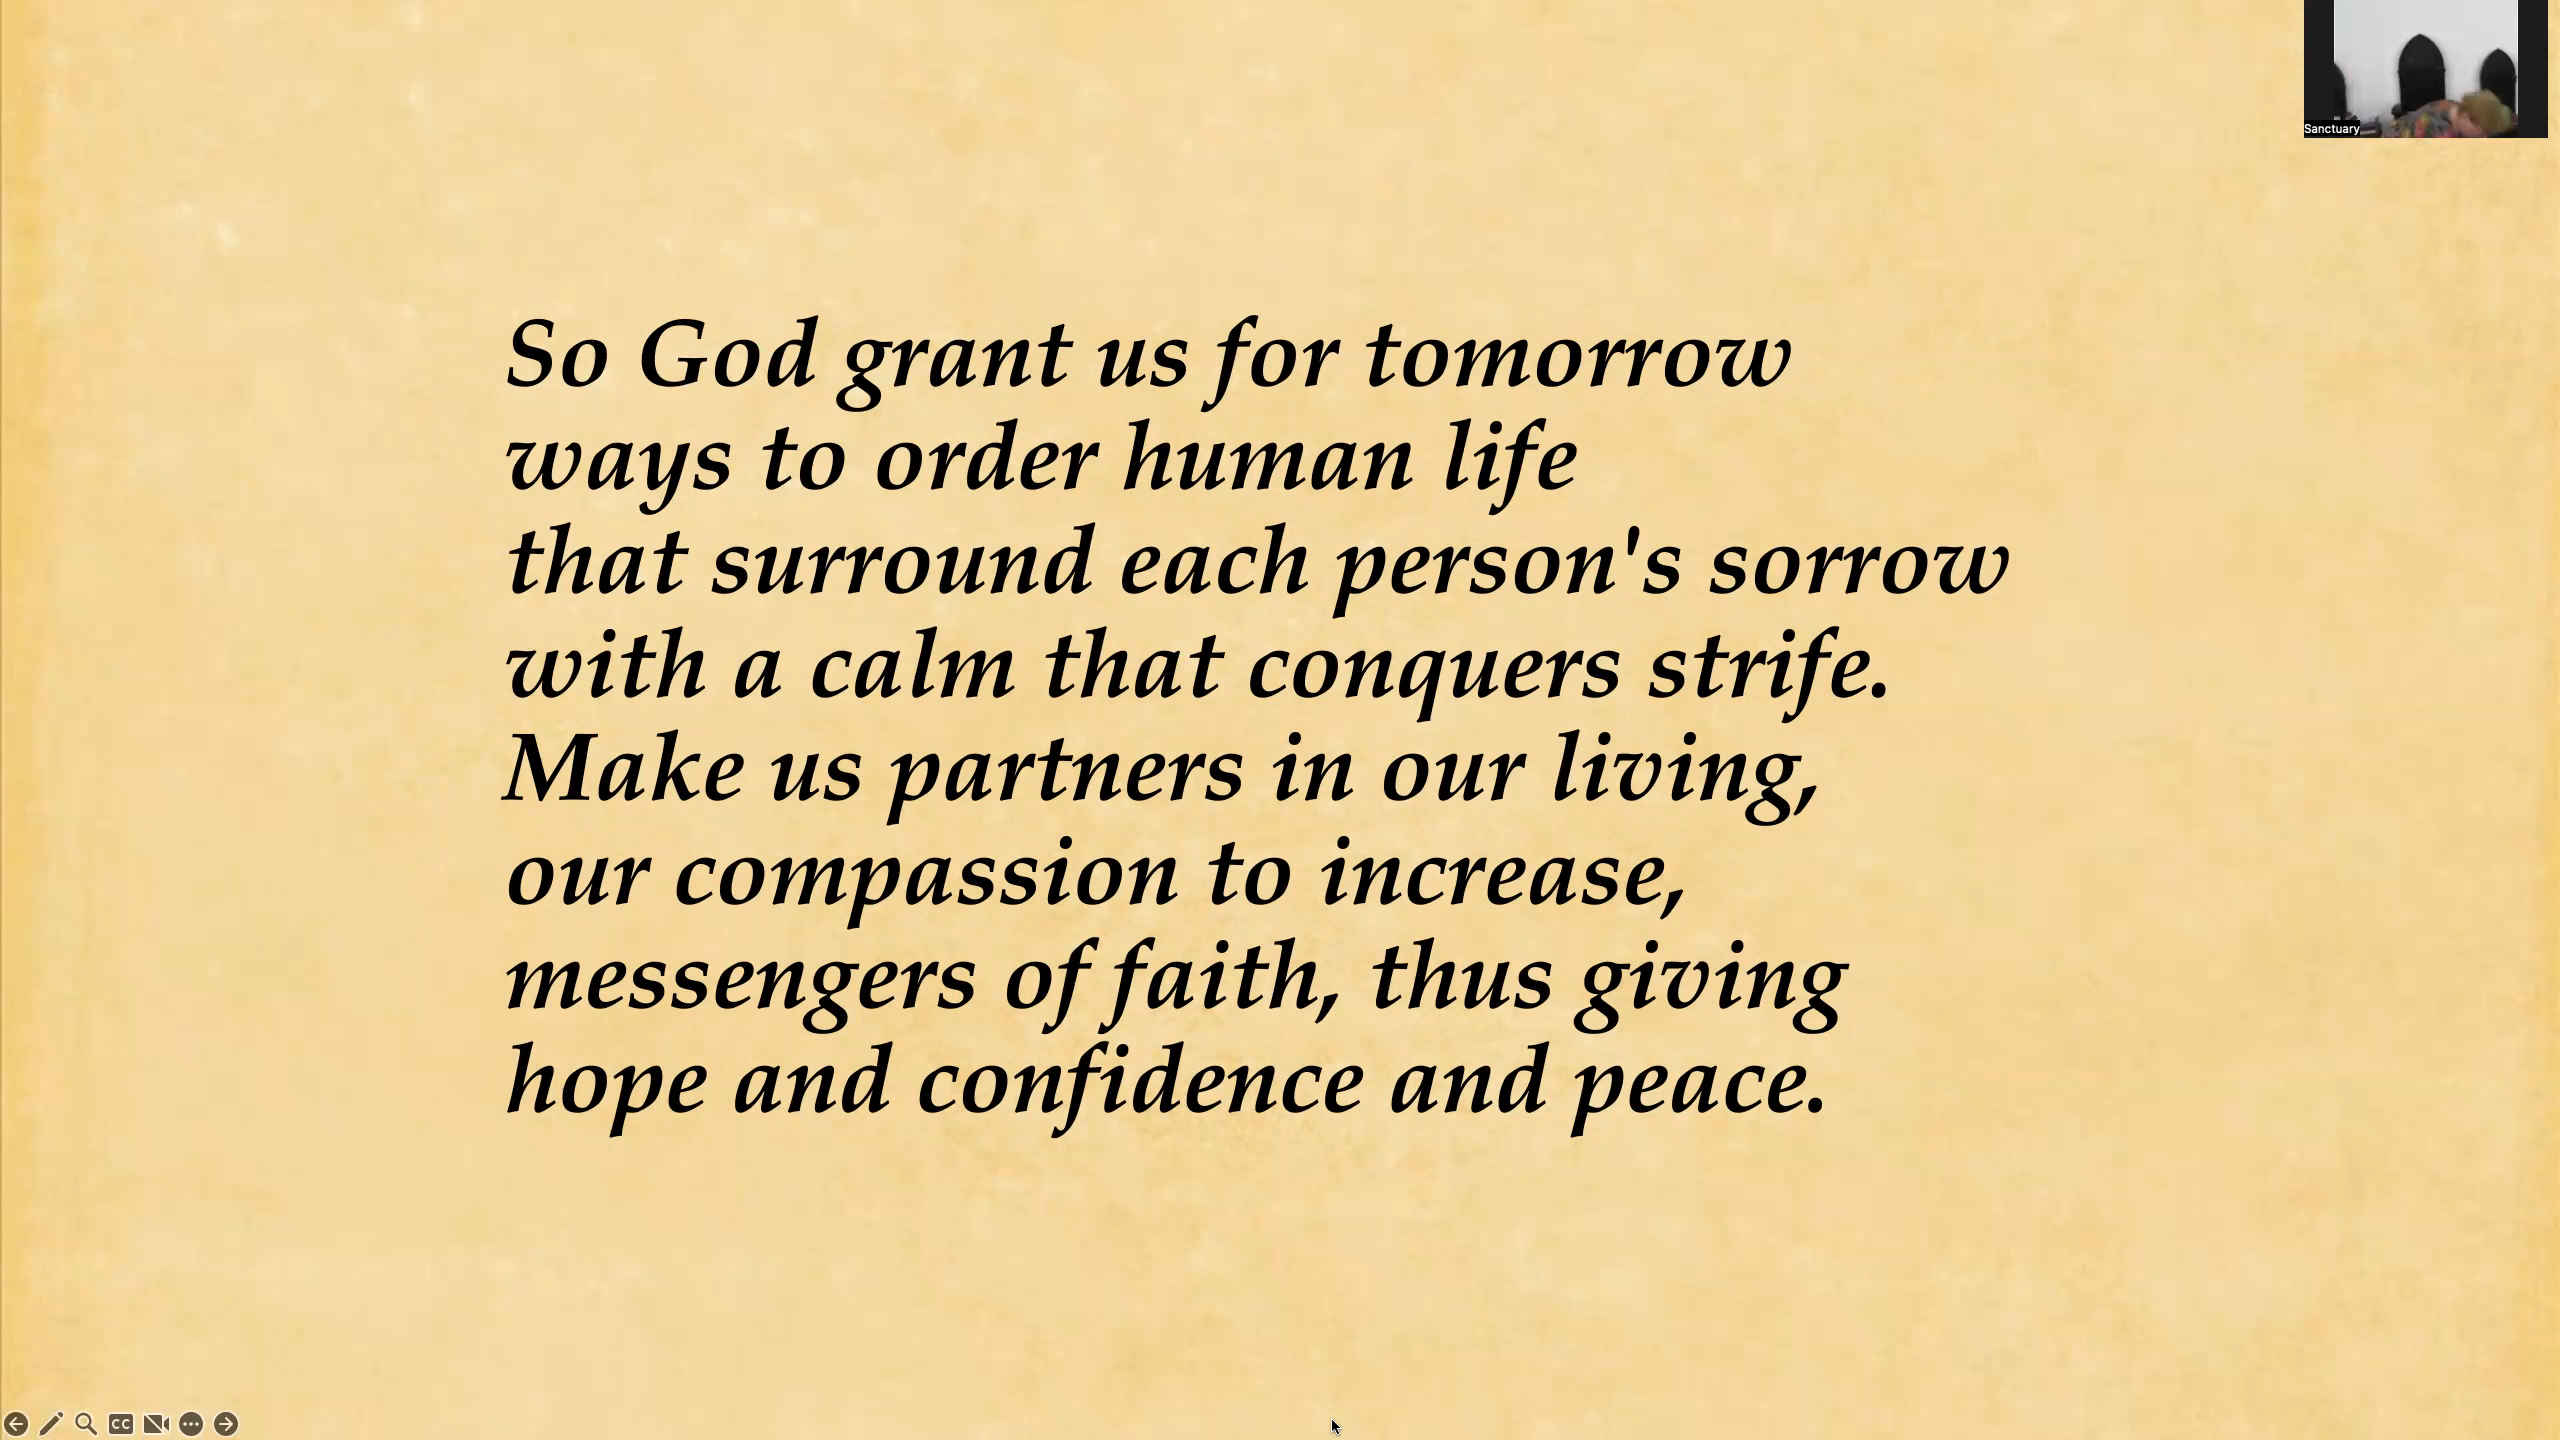 Sanctuary
So God grant us for tomorrow
ways to order human life
that surround each person's sorrow
with a calm that conquers strife.
Make us partners in our living,
our compassion to increase,
messengers of faith, thus giving
hope and confidence and peace.
CC